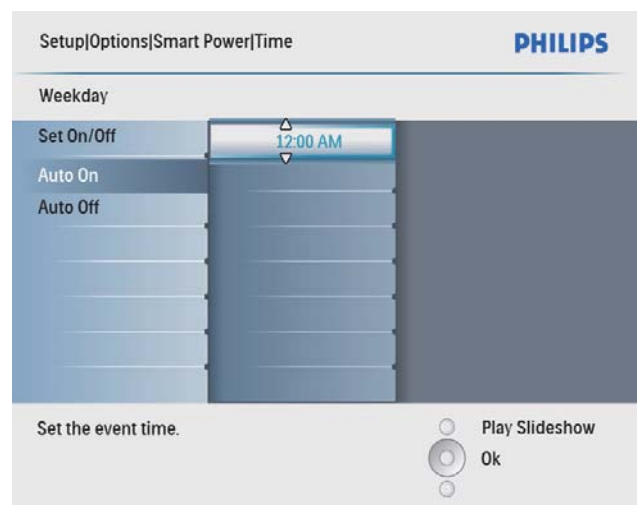 Setup|Options|Smart Power|Time
PHILIPS
Weekday
Set On/Off
12:00 AM
Auto On
Auto Off
Set the event time.
Play Slideshow
Ok